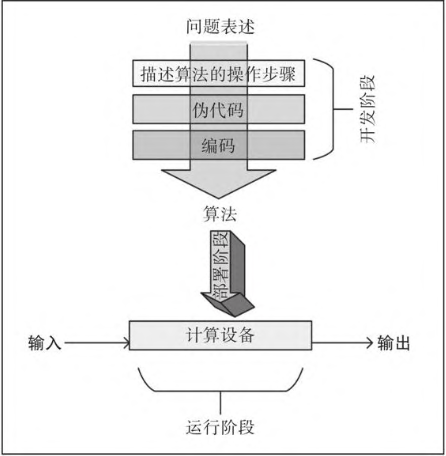 问题表述
描述算法的操作步骤
伪代码
编码
开发阶段
算法
部署阶段
输入
计算设备
输出
运行阶段